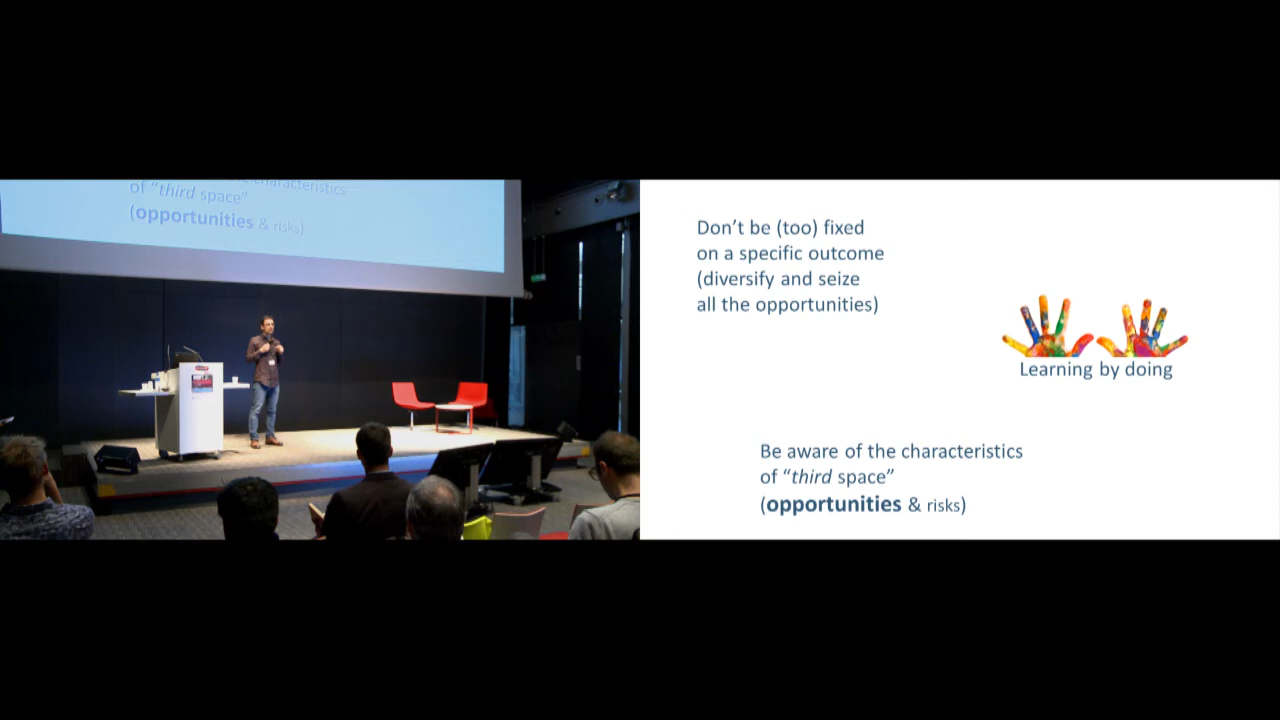 characteristics
of “third space”
(opportunities & risks)
Don’t be (too) fixed
on a specific outcome
(diversify and seize
all the opportunities)
Learning by doing
Be aware of the characteristics
of “third space”
(opportunities & risks)